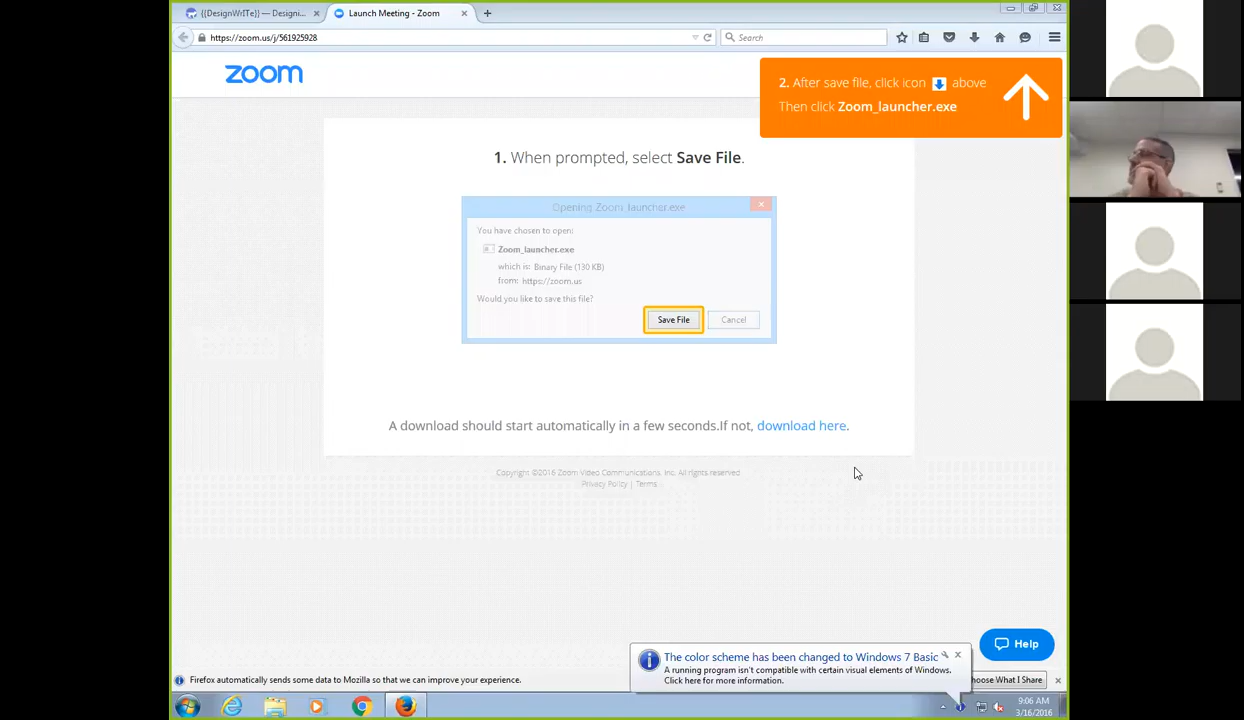 {{DesignWrITe} — Designi...
Launch Meeting - Zoom
https://zoom.us/j/561925928
Search
zoom
2. After save file, click icon above
Then click Zoom_launcher.exe
1. When prompted, select Save File.
Opening Zoom_launcher.exe
You have chosen to open:
Zoom_launcher.exe
which is: Binary File (130 KB)
from: https://zoom.us
Would you like to save this file?
Save File
Cancel
A download should start automatically in a few seconds.If not, download here.
Copyright ©2016 Zoom Video Communications, Inc. All rights reserved
Privacy Policy | Terms
Help
The color scheme has been changed to Windows 7 Basic
A running program isn't compatible with certain visual elements of Windows.
Click here for more information.
Firefox automatically sends some data to Mozilla so that we can improve your experience.
hoose What I Share
9:06 AM
3/16/2016